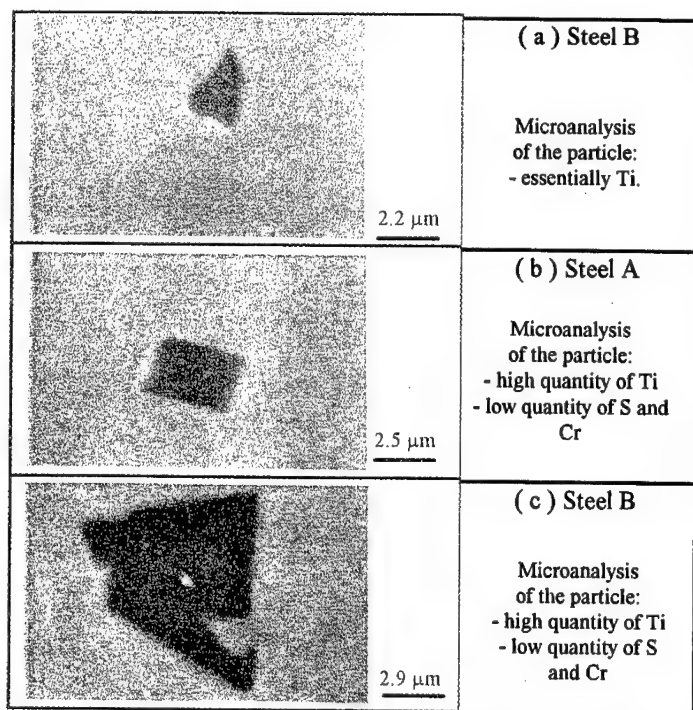 ( a ) Steel B
Microanalysis
of the particle:
- essentially Ti.
2.2 µm
( b ) Steel A
Microanalysis
of the particle:
- high quantity of Ti
- low quantity of S and
Cr
2.5 µm
( c ) Steel B
Microanalysis
of the particle:
- high quantity of Ti
- low quantity of S
and Cr
2.9 µm